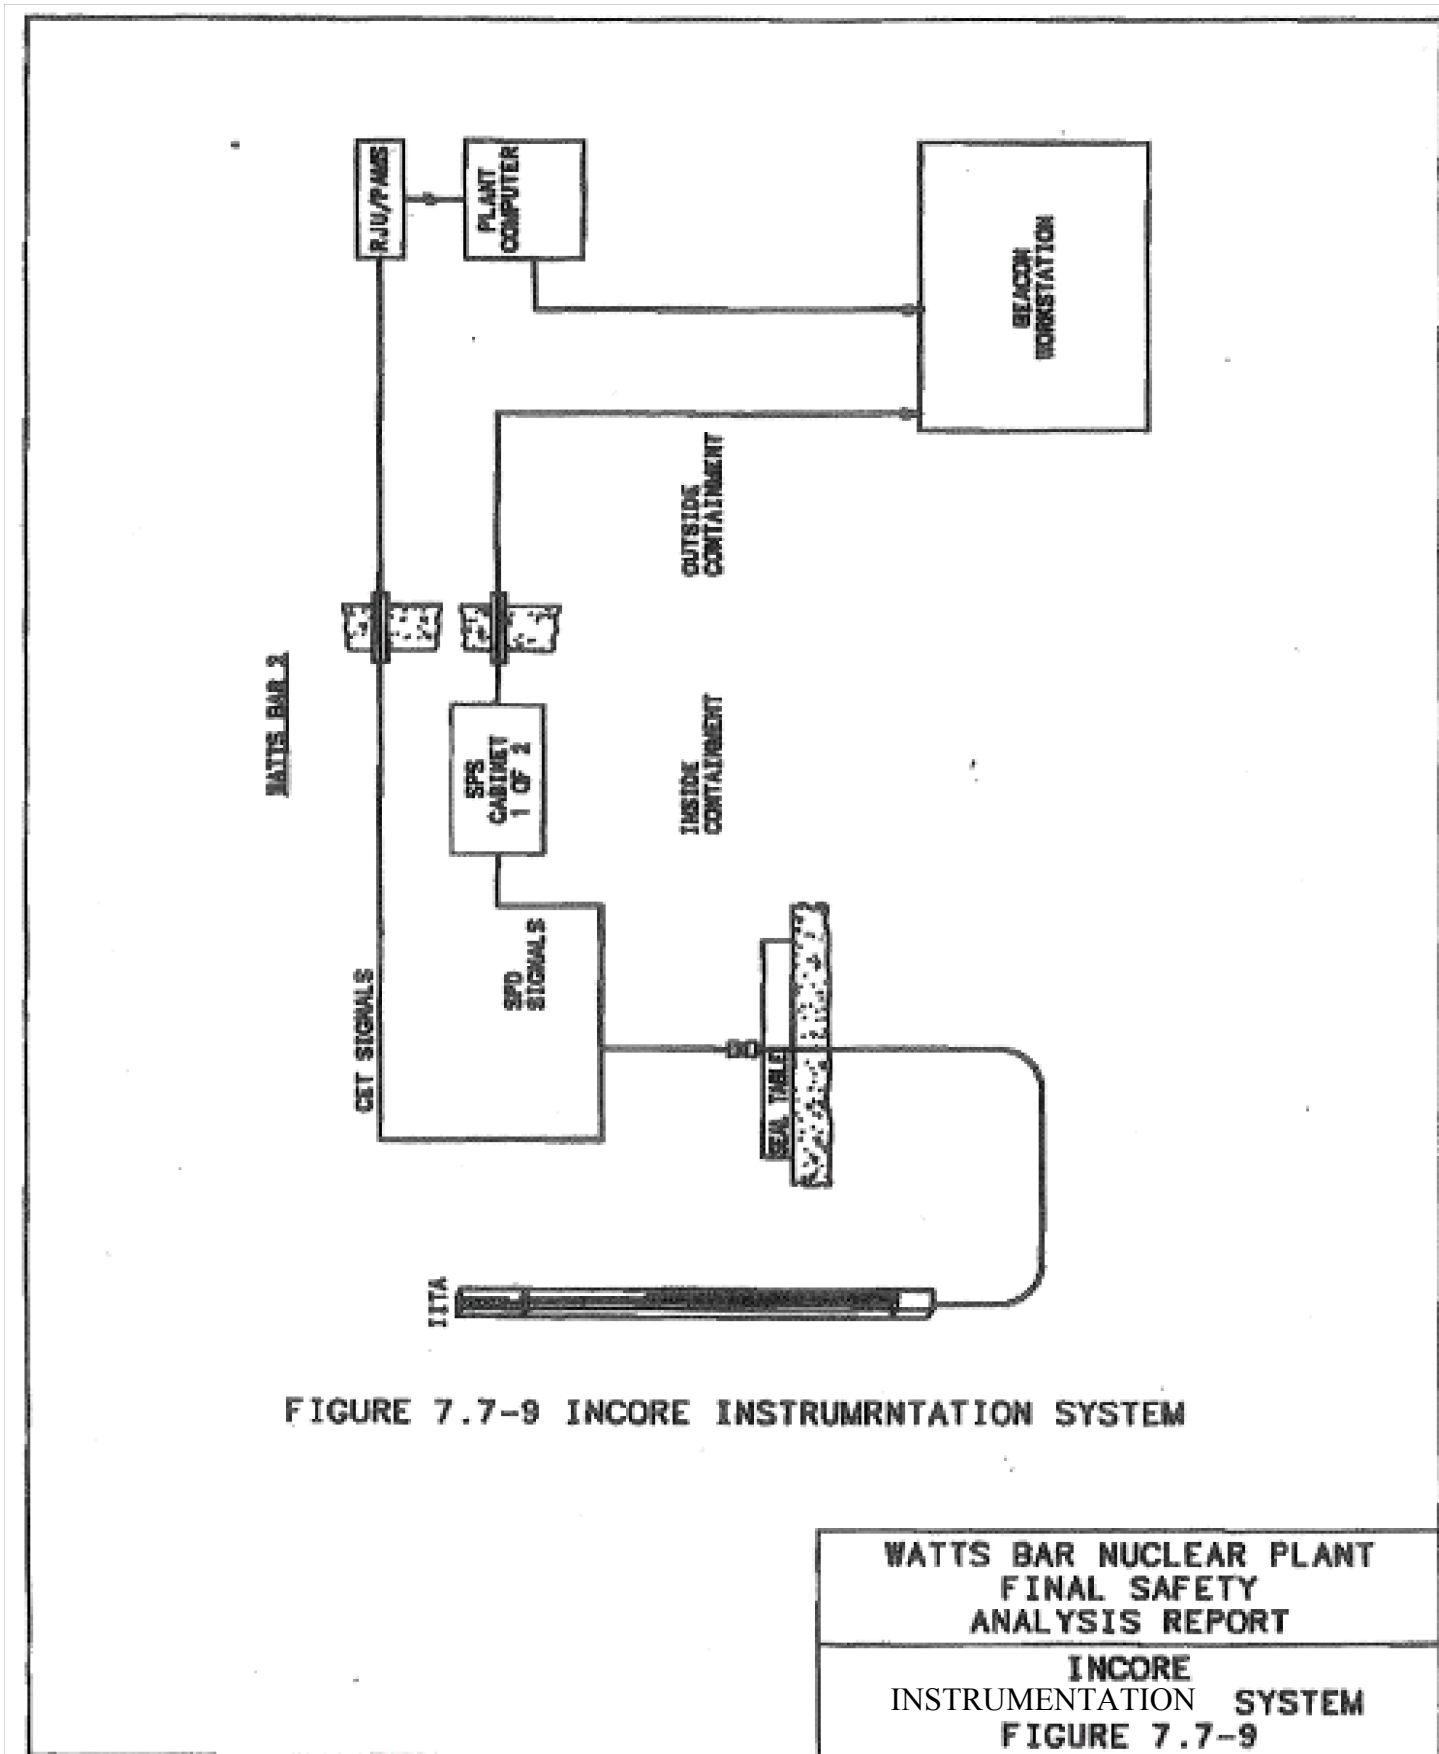 WATTS BAR 2
RJU/PAMS
PLANT
COMPUTER
BEACON
WORKSTATION
OUTSIDE
CONTAINMENT
INSIDE
CONTAINMENT
SPS
CABINET
1 OF 2
CET SIGNALS
SPD
SIGNALS
SEAL TABLE
IITA
FIGURE 7.7-9 INCORE INSTRUMRNTATION SYSTEM
WATTS BAR NUCLEAR PLANT
FINAL SAFETY
ANALYSIS REPORT
INCORE
INSTRUMENTATION SYSTEM
FIGURE 7.7-9